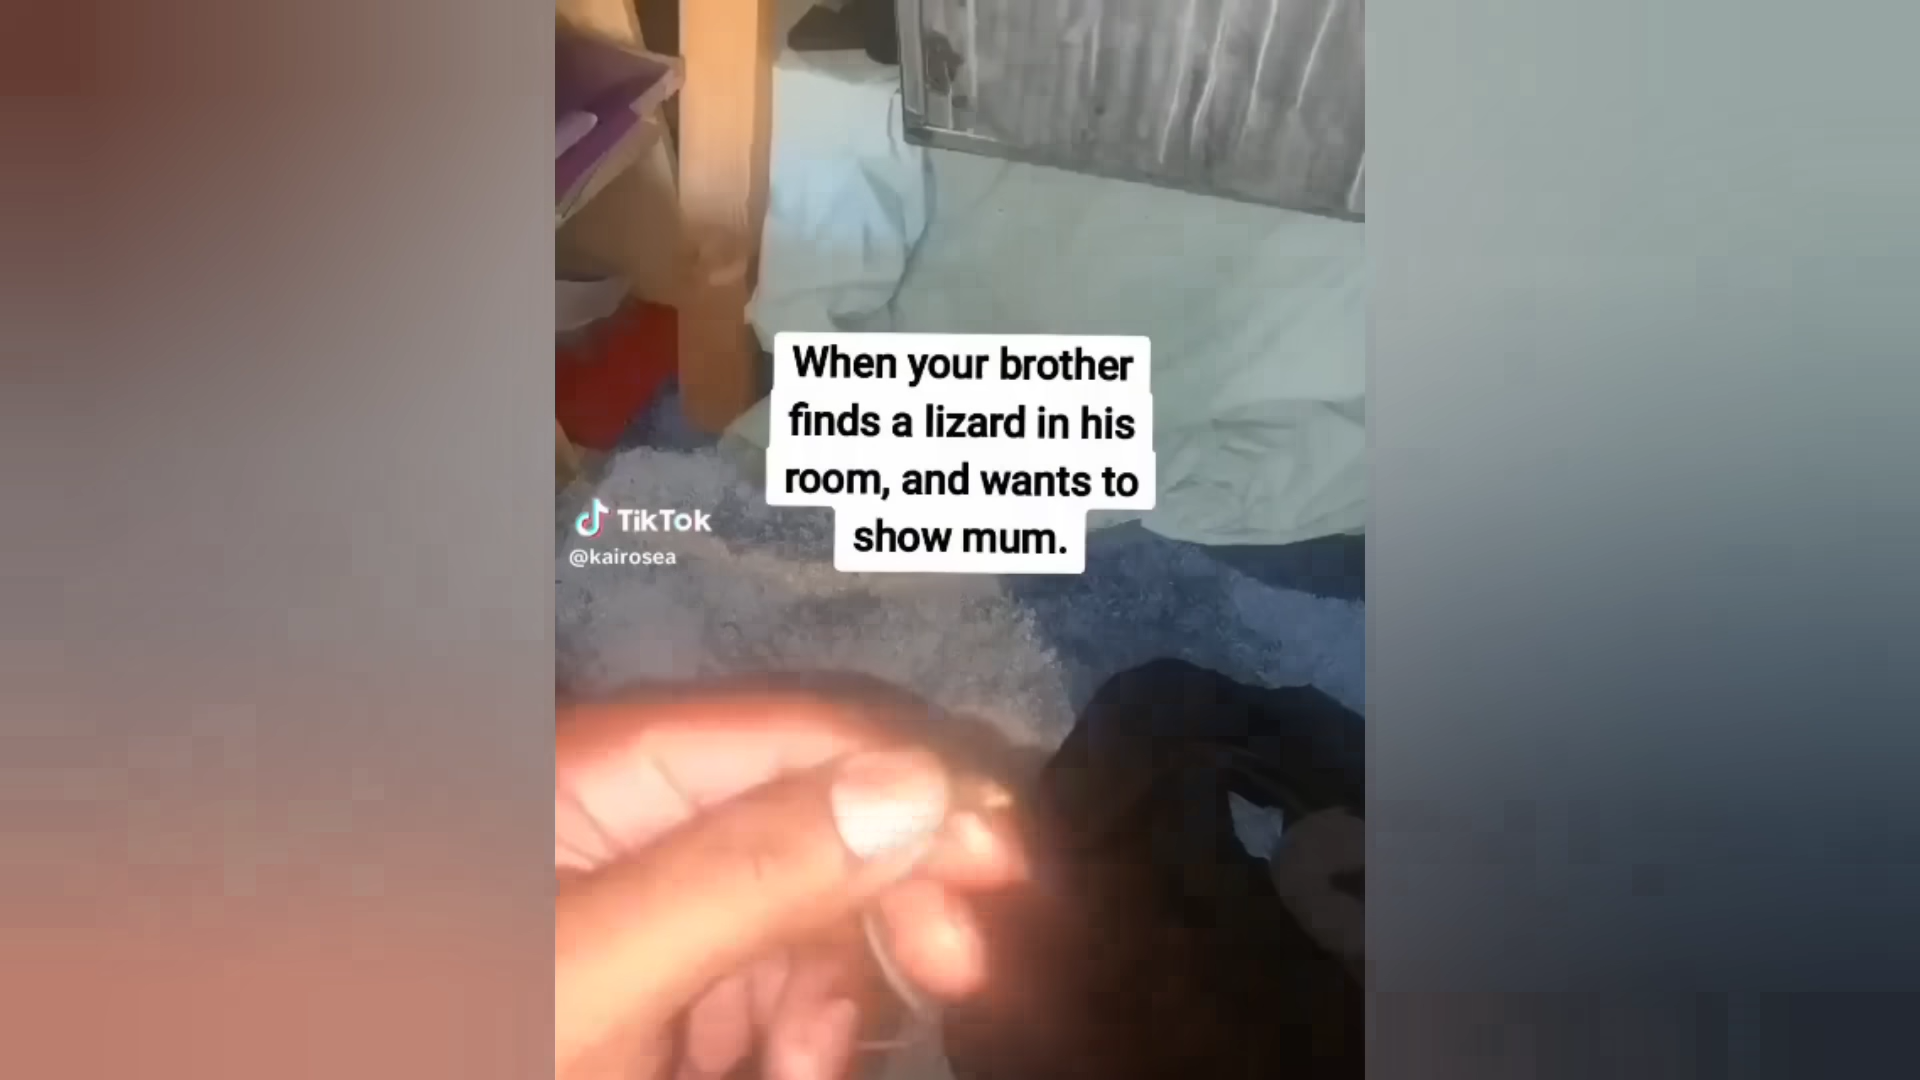 When your brother
finds a lizard in his
room, and wants to
show mum.
TikTok
@kairosea